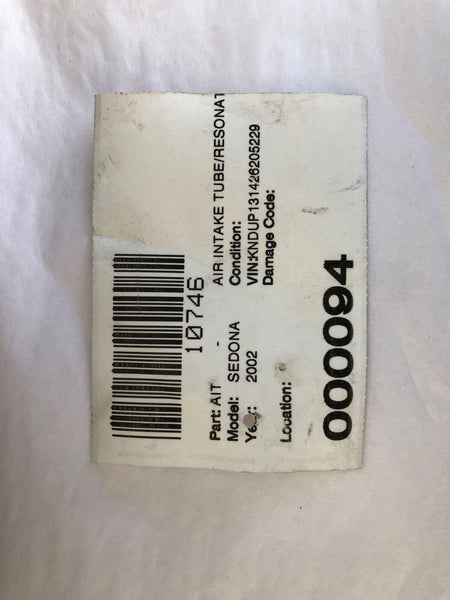 10746
Part: AIT - AIR INTAKE TUBE/RESONAT
Model: SEDONA Condition:
Year: 2002 VIN:KNDUP131426205229
Damage Code:
Location:
000094